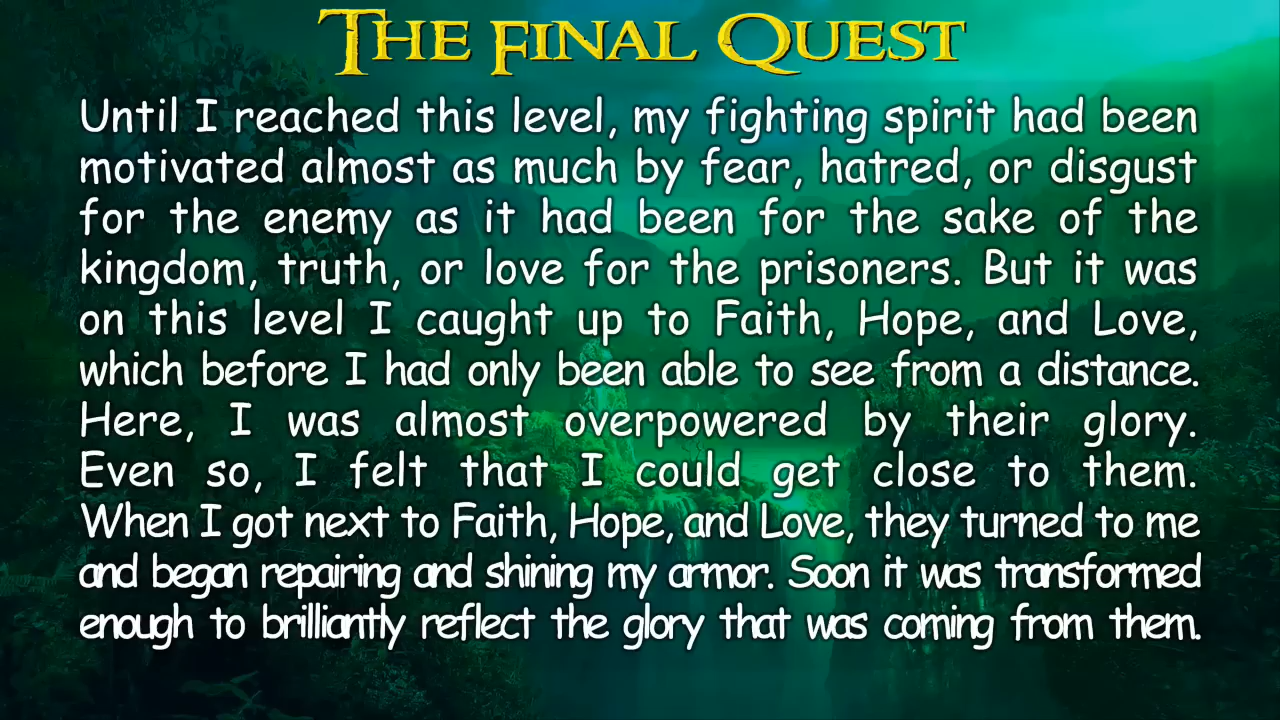 The Final Quest
Until I reached this level, my fighting spirit had been
motivated almost as much by fear, hatred, or disgust
for the enemy as it had been for the sake of the
kingdom, truth, or love for the prisoners. But it was
on this level I caught up to Faith, Hope, and Love,
which before I had only been able to see from a distance.
Here, I was almost overpowered by their glory.
Even so, I felt that I could get close to them.
When I got next to Faith, Hope, and Love, they turned to me
and began repairing and shining my armor. Soon it was transformed
enough to brilliantly reflect the glory that was coming from them.